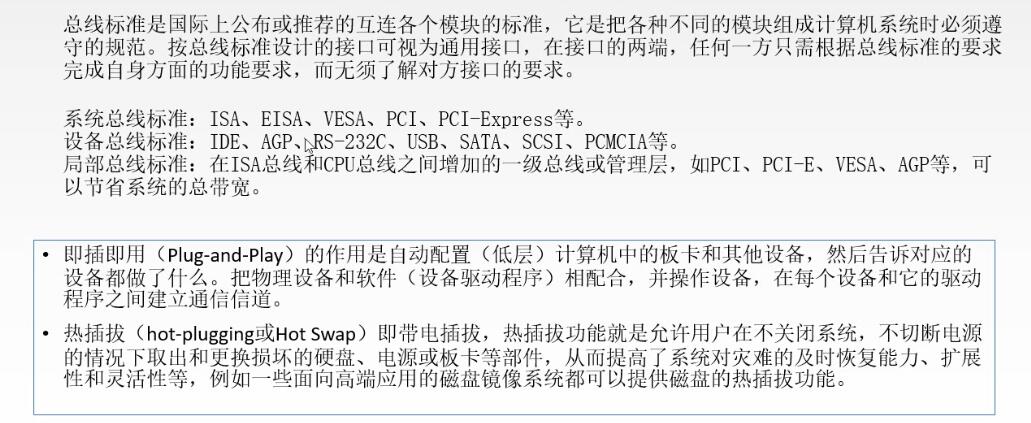 总线标准是国际上公布或推荐的互连各个模块的标准，它是把各种不同的模块组成计算机系统时必须遵
守的规范。按总线标准设计的接口可视为通用接口，在接口的两端，任何一方只需根据总线标准的要求
完成自身方面的功能要求，而无须了解对方接口的要求。
系统总线标准：ISA、EISA、VESA、PCI、PCI-Express等。
设备总线标准：IDE、AGP、RS-232C、USB、SATA、SCSI、PCMCIA等。
局部总线标准：在ISA总线和CPU总线之间增加的一级总线或管理层，如PCI、PCI-E、VESA、AGP等，可
以节省系统的总带宽。
• 即插即用（Plug-and-Play）的作用是自动配置（低层）计算机中的板卡和其他设备，然后告诉对应的
设备都做了什么。把物理设备和软件（设备驱动程序）相配合，并操作设备，在每个设备和它的驱动
程序之间建立通信信道。
• 热插拔（hot-plugging或Hot Swap）即带电插拔，热插拔功能就是允许用户在不关闭系统，不切断电源
的情况下取出和更换损坏的硬盘、电源或板卡等部件，从而提高了系统对灾难的及时恢复能力、扩展
性和灵活性等，例如一些面向高端应用的磁盘镜像系统都可以提供磁盘的热插拔功能。